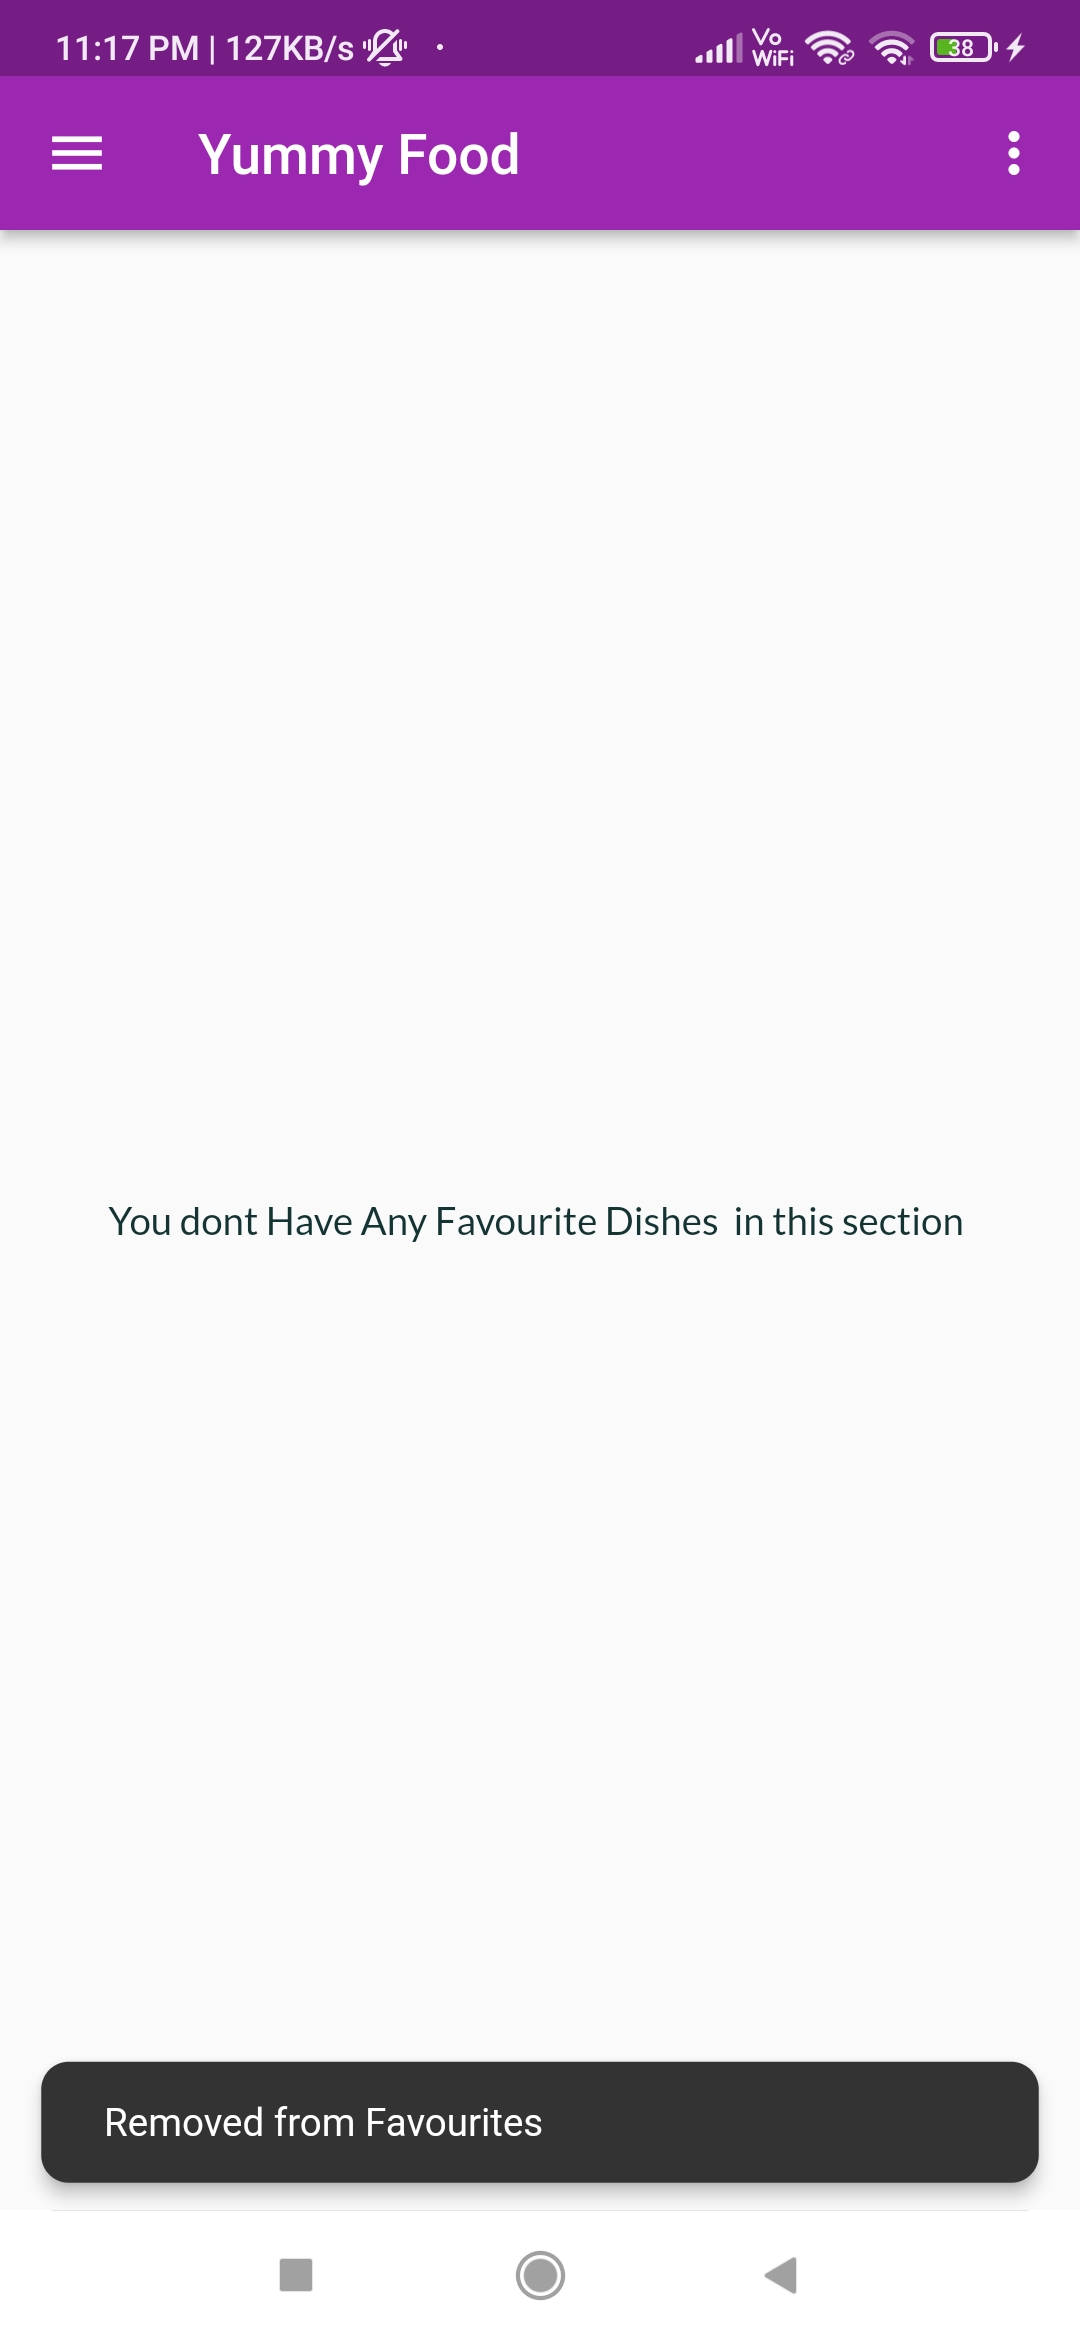 11:17 PM | 127KB/s Vo WiFi 38
Yummy Food
You dont Have Any Favourite Dishes  in this section
Removed from Favourites